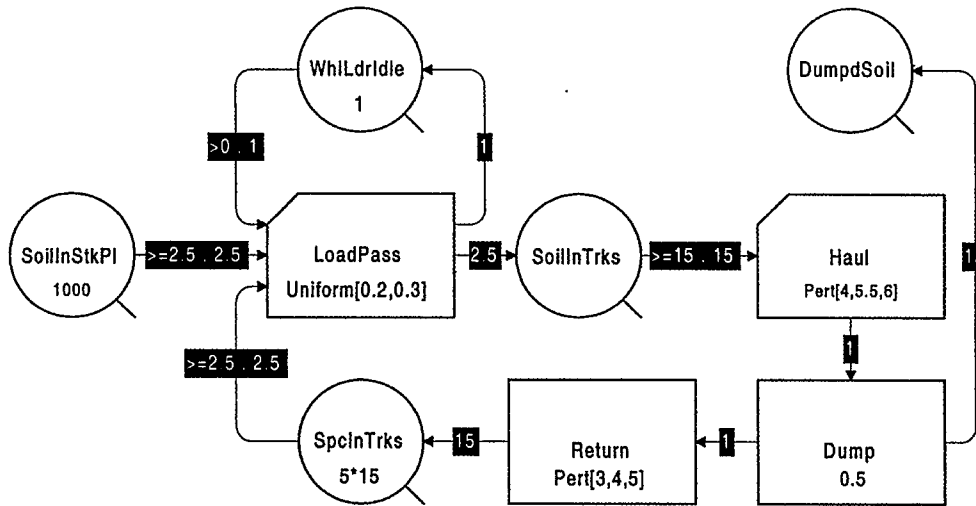 WhlLdrIdle
1
DumpdSoil
>0 . 1
1
SoilInStkPl
1000
>=2.5 . 2.5
LoadPass
Uniform[0.2,0.3]
2.5
SoilInTrks
>=15 . 15
Haul
Pert[4,5.5,6]
1
1
>=2.5 . 2.5
SpcInTrks
5*15
15
Return
Pert[3,4,5]
1
Dump
0.5